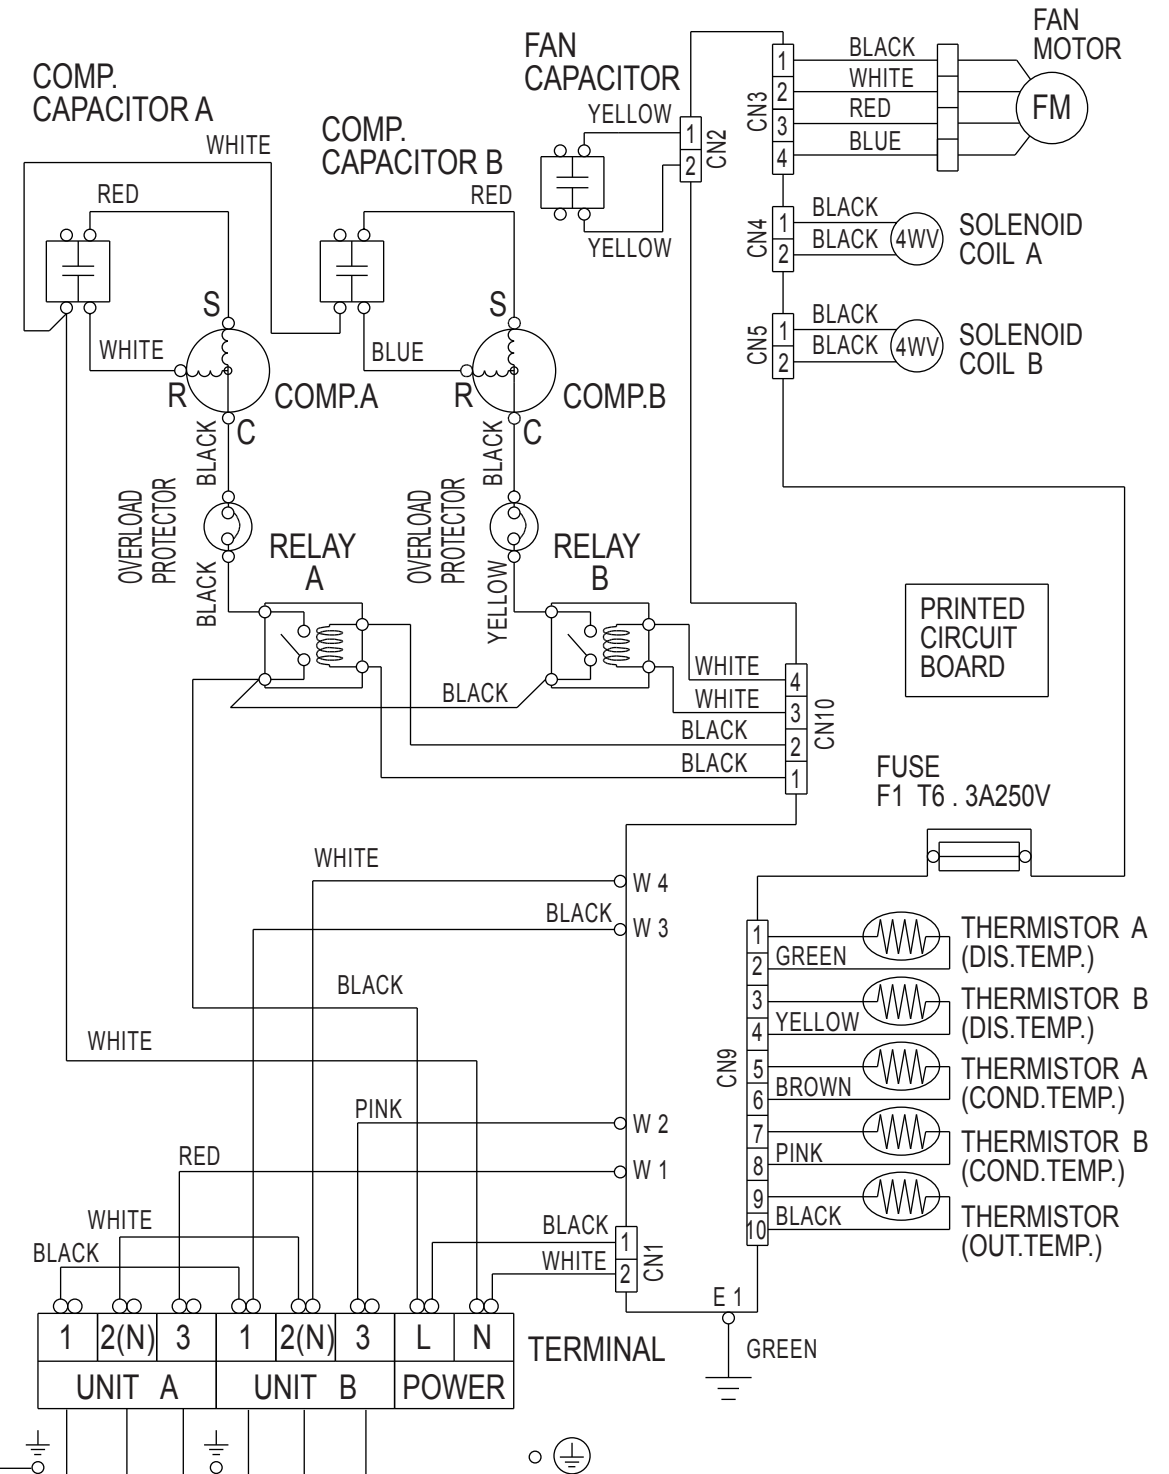 COMP.
CAPACITOR A
WHITE
RED
WHITE
S
R
C
COMP.A
BLACK
OVERLOAD
PROTECTOR
BLACK
RELAY
A
COMP.
CAPACITOR B
RED
BLUE
S
R
C
COMP.B
BLACK
OVERLOAD
PROTECTOR
YELLOW
RELAY
B
BLACK
FAN
CAPACITOR
YELLOW
YELLOW
1
2
CN2
CN3
1
2
3
4
BLACK
WHITE
RED
BLUE
FAN
MOTOR
FM
CN4
1
2
BLACK
BLACK
4WV
SOLENOID
COIL A
CN5
1
2
BLACK
BLACK
4WV
SOLENOID
COIL B
PRINTED
CIRCUIT
BOARD
WHITE
WHITE
BLACK
BLACK
4
3
2
1
CN10
FUSE
F1 T6 . 3A250V
WHITE
W 4
BLACK
W 3
BLACK
WHITE
PINK
W 2
RED
W 1
WHITE
BLACK
BLACK
WHITE
1
2
CN1
CN9
1
2
3
4
5
6
7
8
9
10
GREEN
YELLOW
BROWN
PINK
BLACK
THERMISTOR A
(DIS.TEMP.)
THERMISTOR B
(DIS.TEMP.)
THERMISTOR A
(COND.TEMP.)
THERMISTOR B
(COND.TEMP.)
THERMISTOR
(OUT.TEMP.)
E 1
GREEN
1 2(N) 3 1 2(N) 3 L N
TERMINAL
UNIT A UNIT B POWER